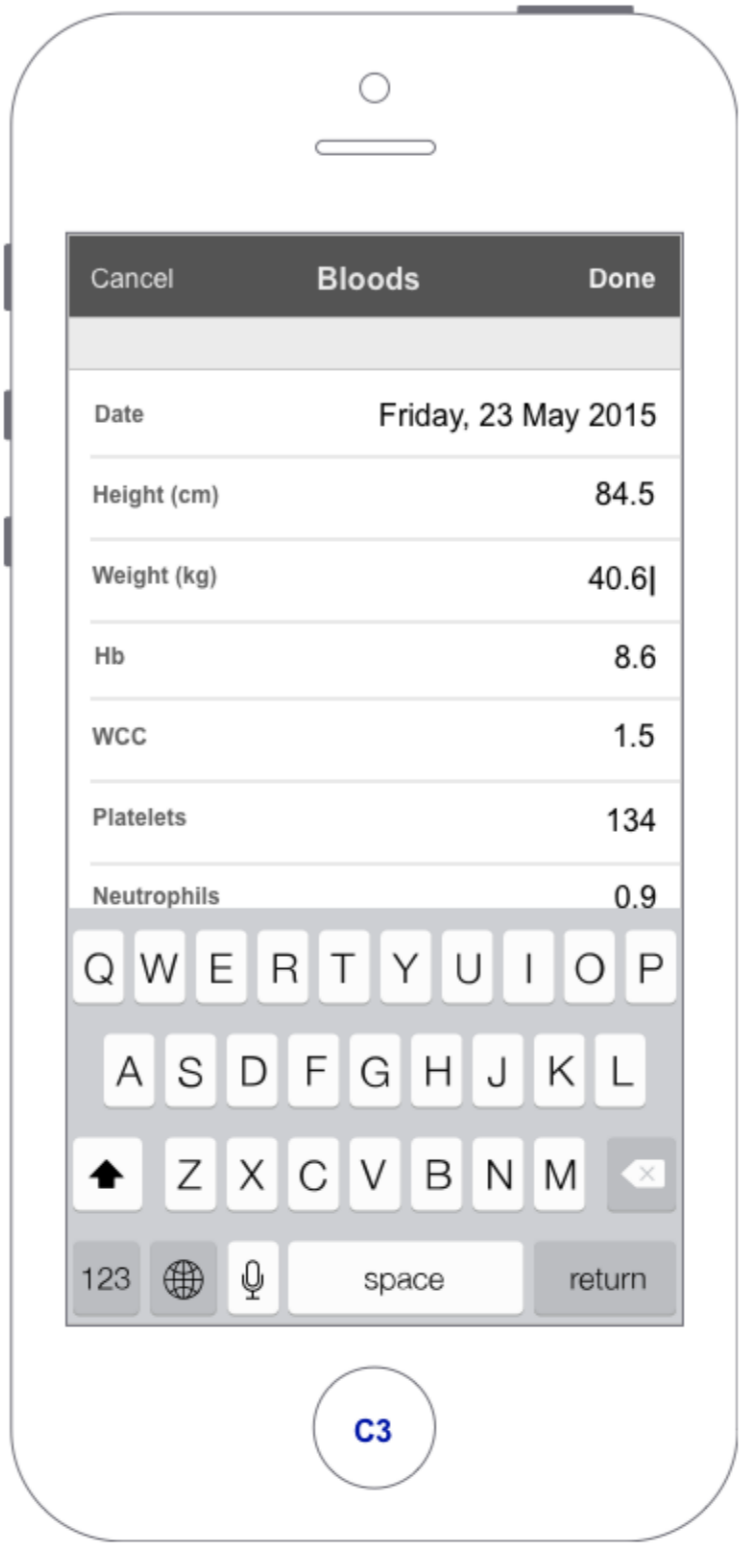 Cancel Bloods Done
Date Friday, 23 May 2015
Height (cm) 84.5
Weight (kg) 40.6
Hb 8.6
WCC 1.5
Platelets 134
Neutrophils 0.9
Q W E R T Y U I O P
A S D F G H J K L
Z X C V B N M
123 space return
C3